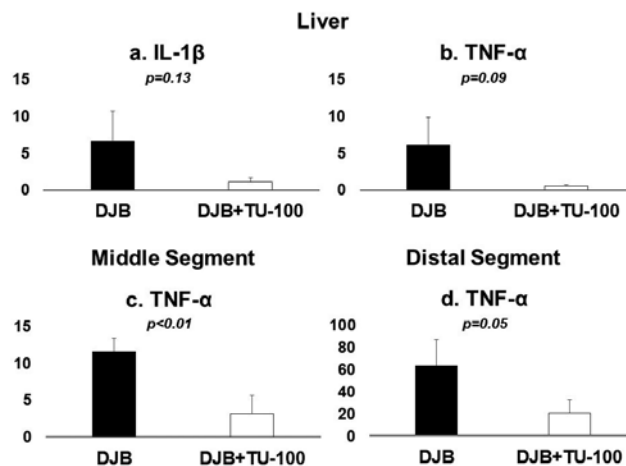 Liver
a. IL-1β
p=0.13
15
10
5
0
DJB DJB+TU-100
b. TNF-α
p=0.09
15
10
5
0
DJB DJB+TU-100
Middle Segment
c. TNF-α
p<0.01
15
10
5
0
DJB DJB+TU-100
Distal Segment
d. TNF-α
p=0.05
100
80
60
40
20
0
DJB DJB+TU-100